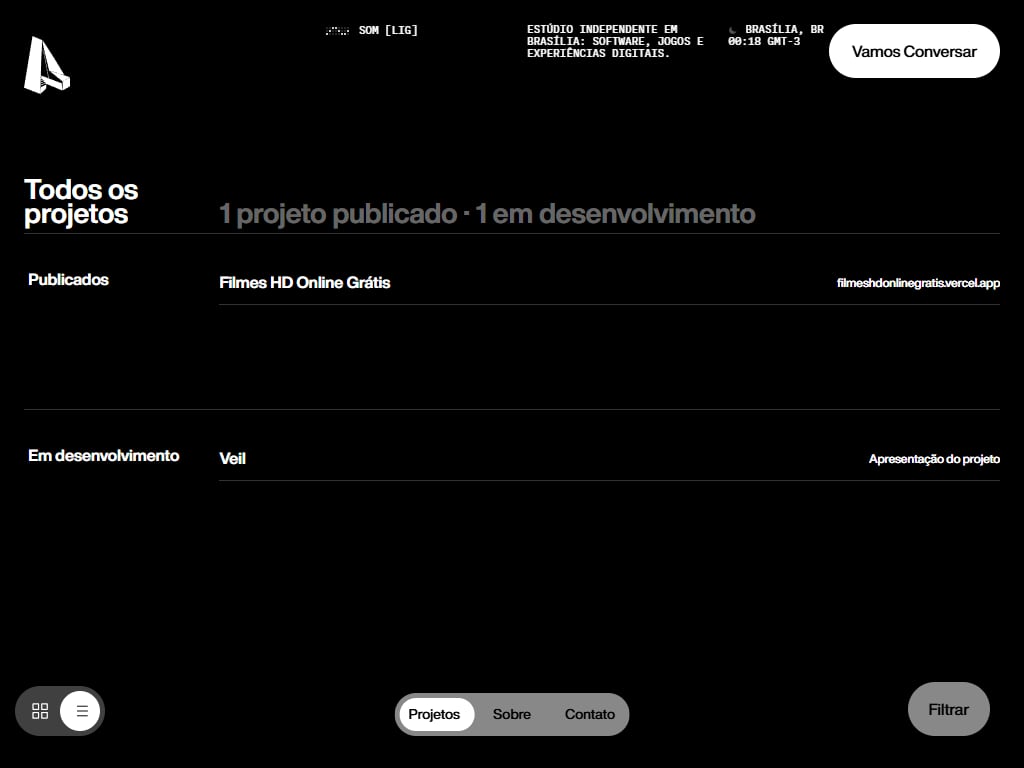 SOM [LIG]
ESTÚDIO INDEPENDENTE EM
BRASÍLIA: SOFTWARE, JOGOS E
EXPERIÊNCIAS DIGITAIS.
BRASÍLIA, BR
00:18 GMT-3
Vamos Conversar
Todos os
projetos
1 projeto publicado · 1 em desenvolvimento
Publicados
Filmes HD Online Grátis
filmeshdonlinegratis.vercel.app
Em desenvolvimento
Veil
Apresentação do projeto
Projetos
Sobre
Contato
Filtrar